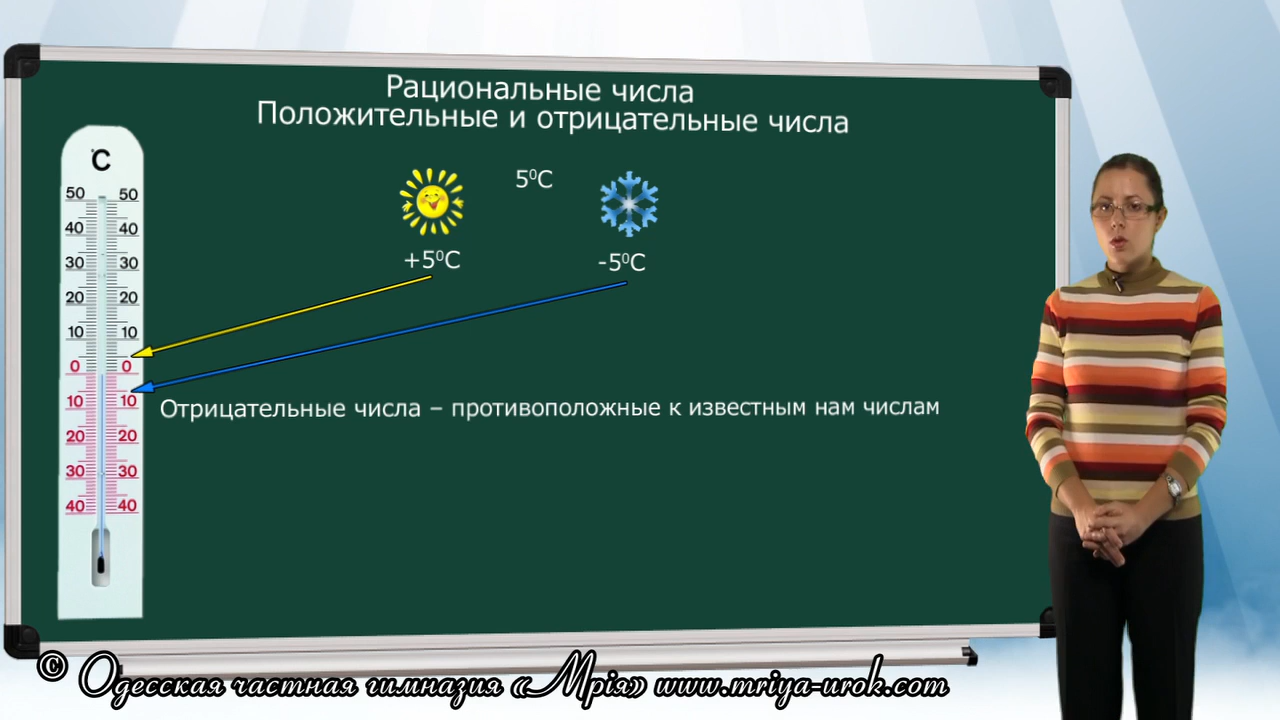 Рациональные числа
Положительные и отрицательные числа
°C
50 50
40 40
30 30
20 20
10 10
0 0
10 10
20 20
30 30
40 40
5⁰C
+5⁰C
-5⁰C
Отрицательные числа – противоположные к известным нам числам
© Одесская частная гимназия «Мрія» www.mriya-urok.com